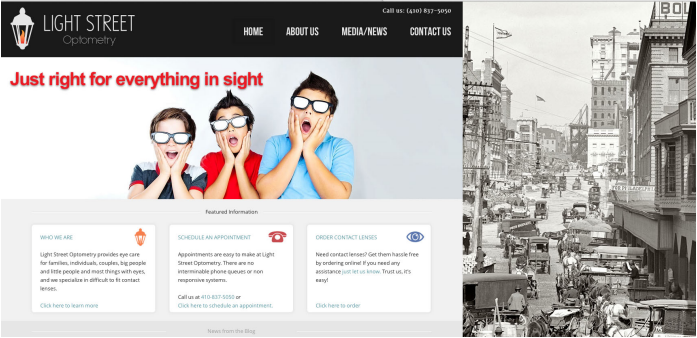 Call us: (410) 837-5050
LIGHT STREET
Optometry
HOME ABOUT US MEDIA/NEWS CONTACT US
Just right for everything in sight
Featured Information
WHO WE ARE
Light Street Optometry provides eye care
for families, individuals, couples, big people
and little people and most things with eyes,
and we specialize in difficult to fit contact
lenses.
Click here to learn more
SCHEDULE AN APPOINTMENT
Appointments are easy to make at Light
Street Optometry. There are no
interminable phone queues or non
responsive systems.
Call us at 410-837-5050 or
Click here to schedule an appointment.
ORDER CONTACT LENSES
Need contact lenses? Get them hassle free
by ordering online! If you need any
assistance just let us know. Trust us, it's
easy!
Click here to order
News from the Blog